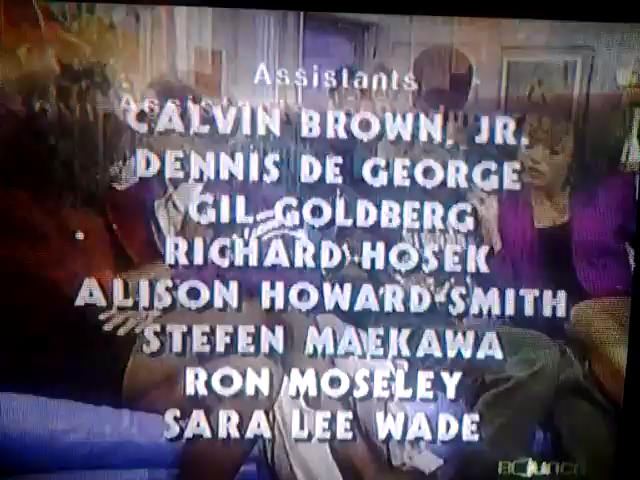 Assistants
CALVIN BROWN, JR.
DENNIS DE GEORGE
GIL GOLDBERG
RICHARD HOSEK
ALISON HOWARD-SMITH
STEFEN MAEKAWA
RON MOSELEY
SARA LEE WADE
BOUNCE